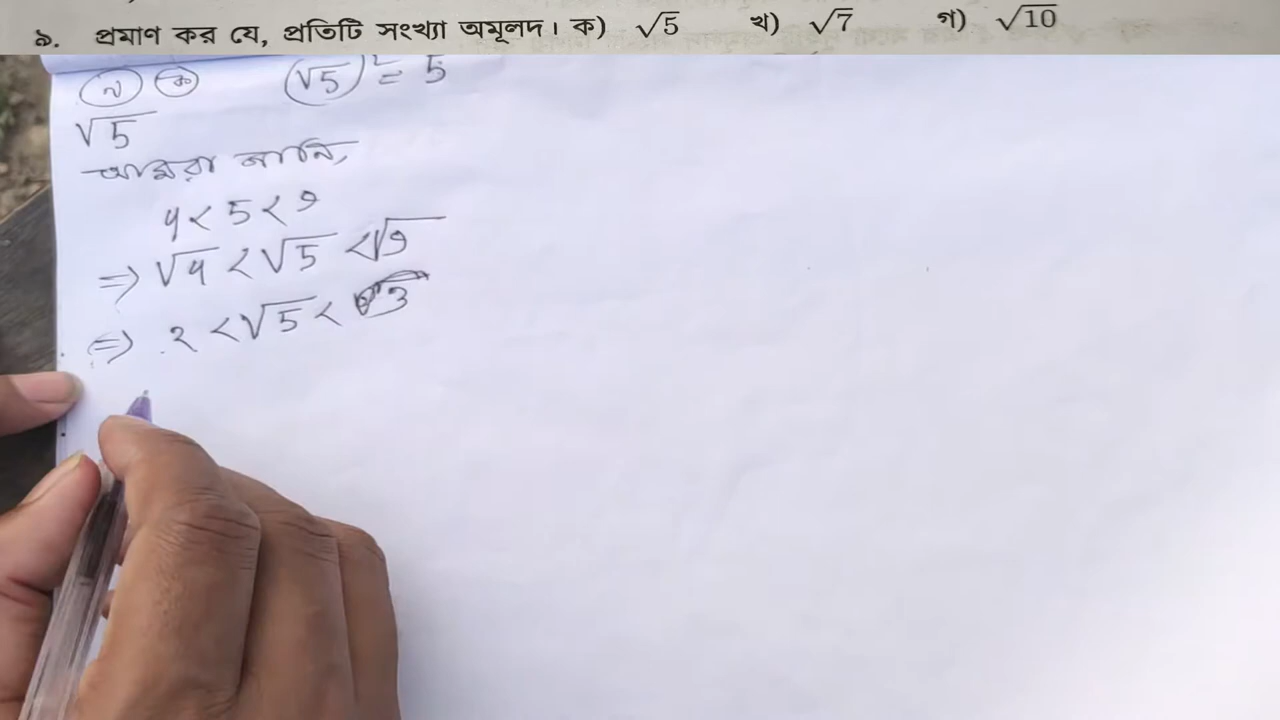 ৯. প্রমাণ কর যে, প্রতিটি সংখ্যা অমূলদ। ক) √5 খ) √7 গ) √10
৯ ক (√5)² = 5
√5
আমরা জানি,
4 < 5 < 9
⇒ √4 < √5 < √9
⇒ 2 < √5 < 3